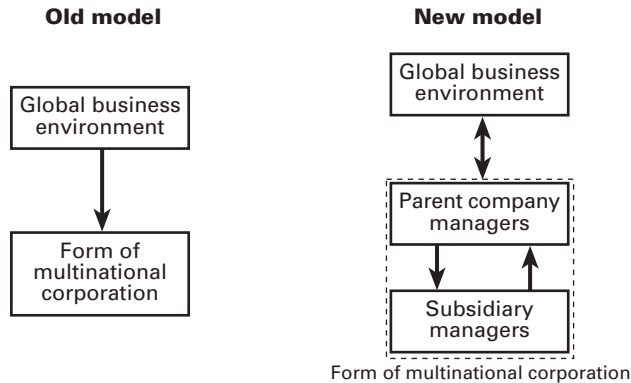 Old model
Global business
environment
Form of
multinational
corporation
New model
Global business
environment
Parent company
managers
Subsidiary
managers
Form of multinational corporation